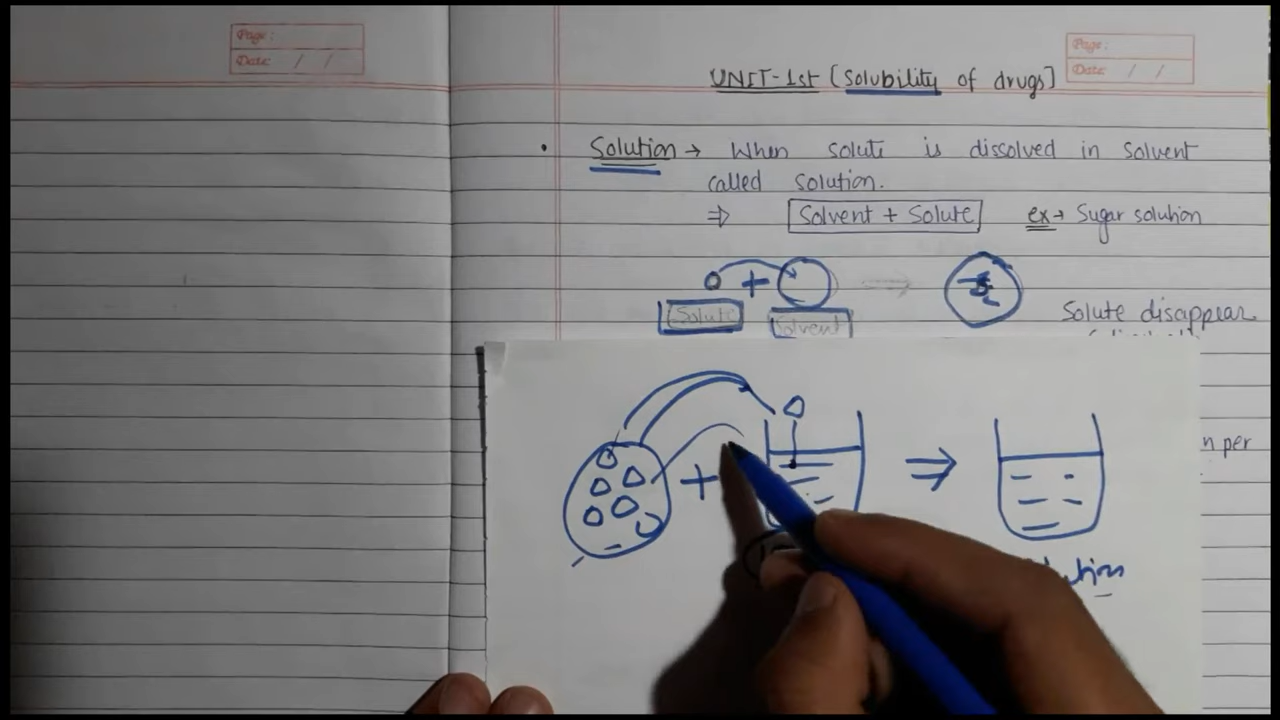 Page:
Date: / /
Page:
Date: / /
UNIT-1st [Solubility of drugs]
• Solution → When solute is dissolved in solvent
called solution.
⇒ Solvent + Solute ex→ Sugar solution
+
Solute Solvent
Solute disappear
n per
+ ⇒